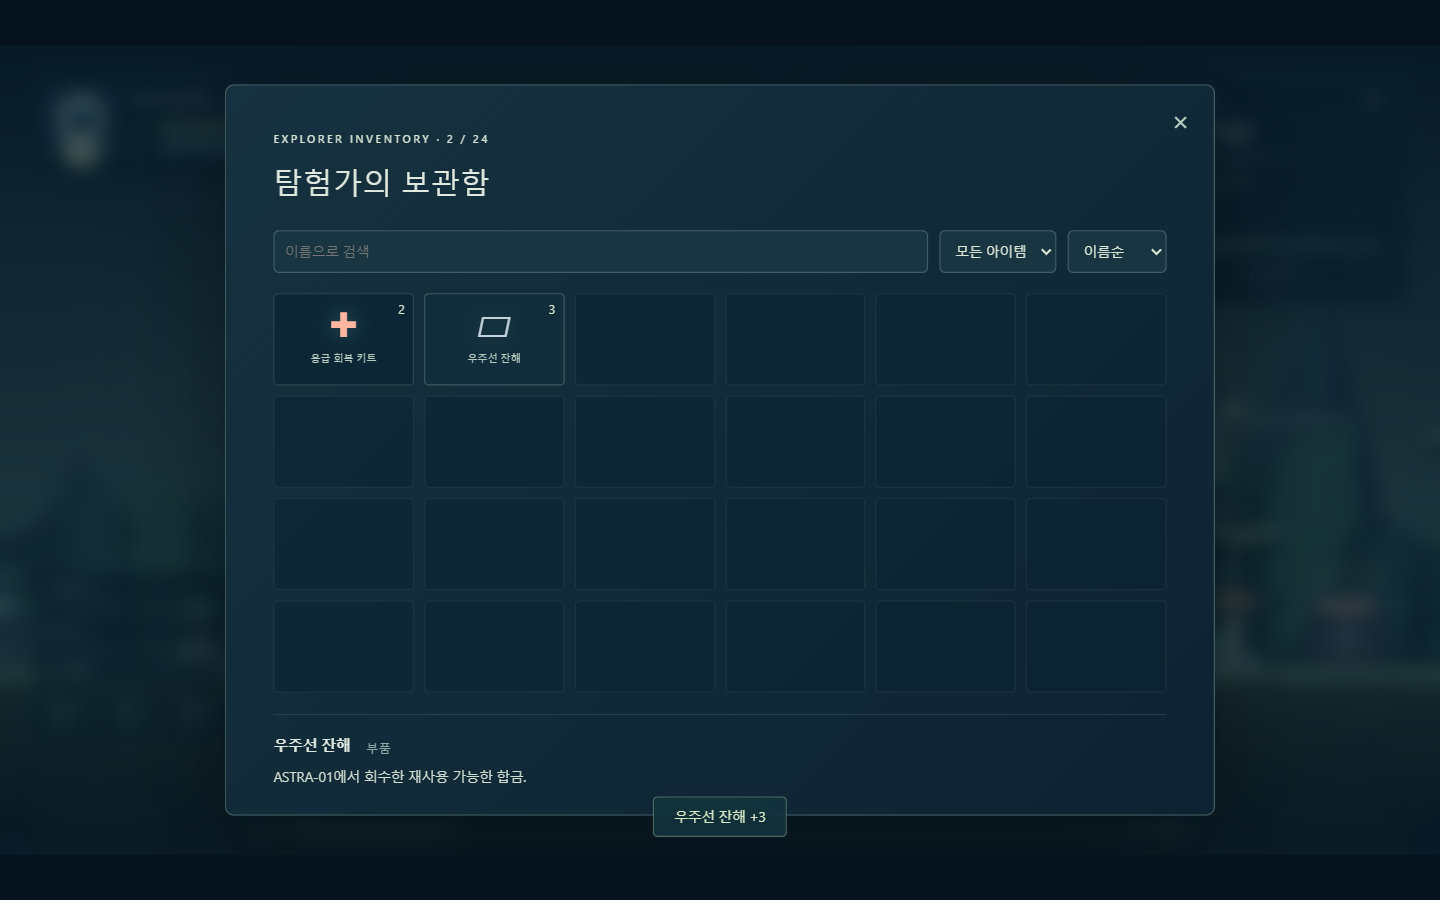 EXPLORER INVENTORY · 2 / 24
탐험가의 보관함
이름으로 검색
모든 아이템
이름순
2
응급 회복 키트
3
우주선 잔해
우주선 잔해 부품
ASTRA-01에서 회수한 재사용 가능한 합금.
우주선 잔해 +3